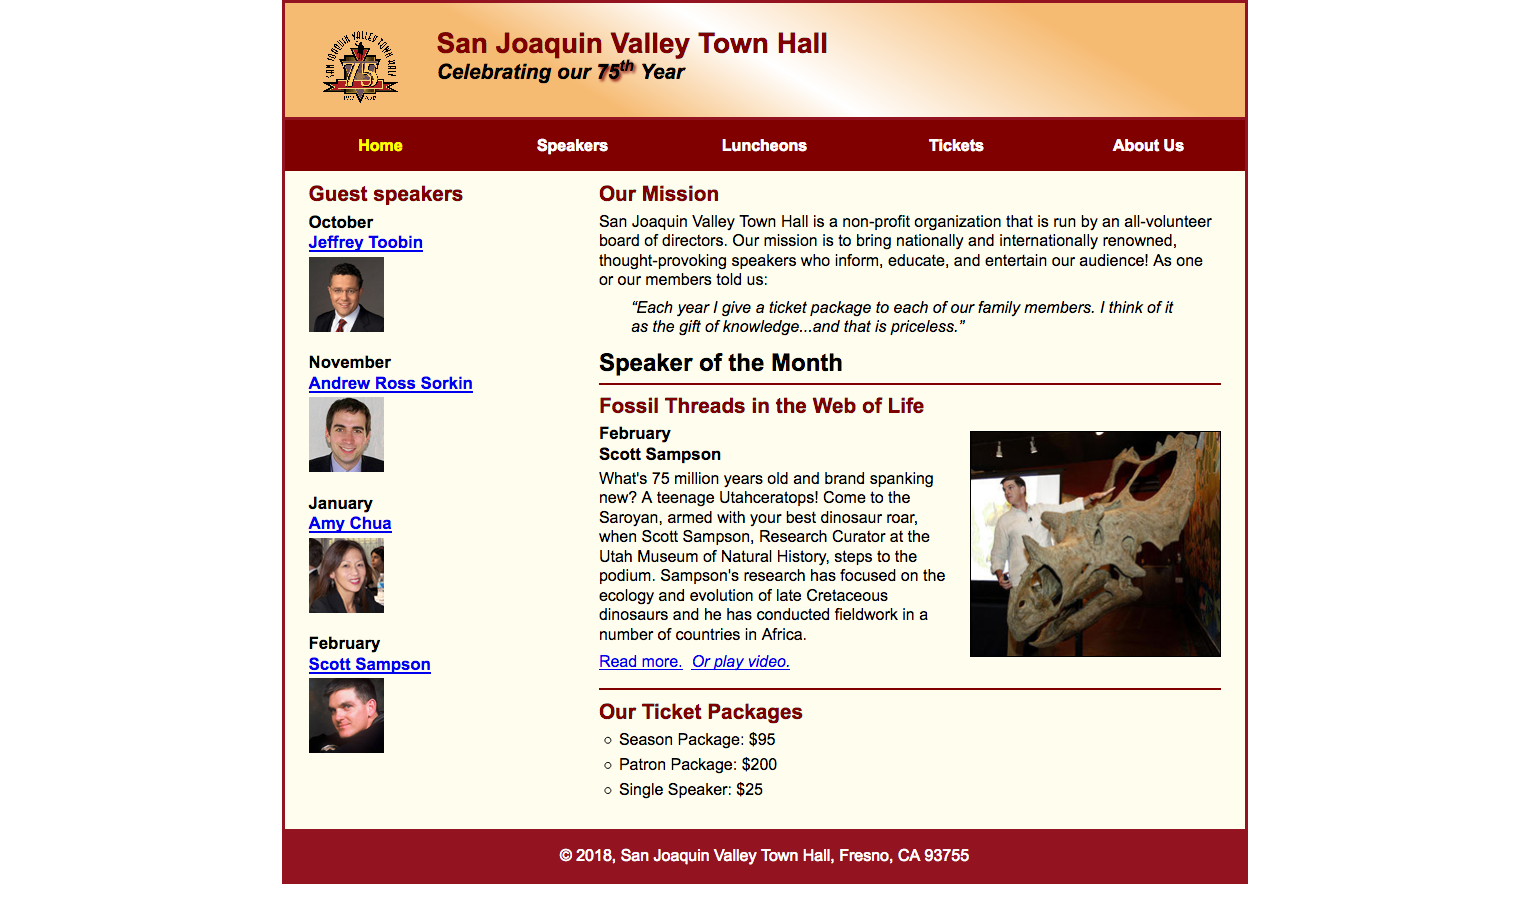 SAN JOAQUIN VALLEY TOWN HALL
75
San Joaquin Valley Town Hall
Celebrating our 75th Year
Home Speakers Luncheons Tickets About Us
Guest speakers
October
Jeffrey Toobin
November
Andrew Ross Sorkin
January
Amy Chua
February
Scott Sampson
Our Mission
San Joaquin Valley Town Hall is a non-profit organization that is run by an all-volunteer
board of directors. Our mission is to bring nationally and internationally renowned,
thought-provoking speakers who inform, educate, and entertain our audience! As one
or our members told us:
“Each year I give a ticket package to each of our family members. I think of it
as the gift of knowledge...and that is priceless.”
Speaker of the Month
Fossil Threads in the Web of Life
February
Scott Sampson
What's 75 million years old and brand spanking
new? A teenage Utahceratops! Come to the
Saroyan, armed with your best dinosaur roar,
when Scott Sampson, Research Curator at the
Utah Museum of Natural History, steps to the
podium. Sampson's research has focused on the
ecology and evolution of late Cretaceous
dinosaurs and he has conducted fieldwork in a
number of countries in Africa.
Read more. Or play video.
Our Ticket Packages
Season Package: $95
Patron Package: $200
Single Speaker: $25
© 2018, San Joaquin Valley Town Hall, Fresno, CA 93755